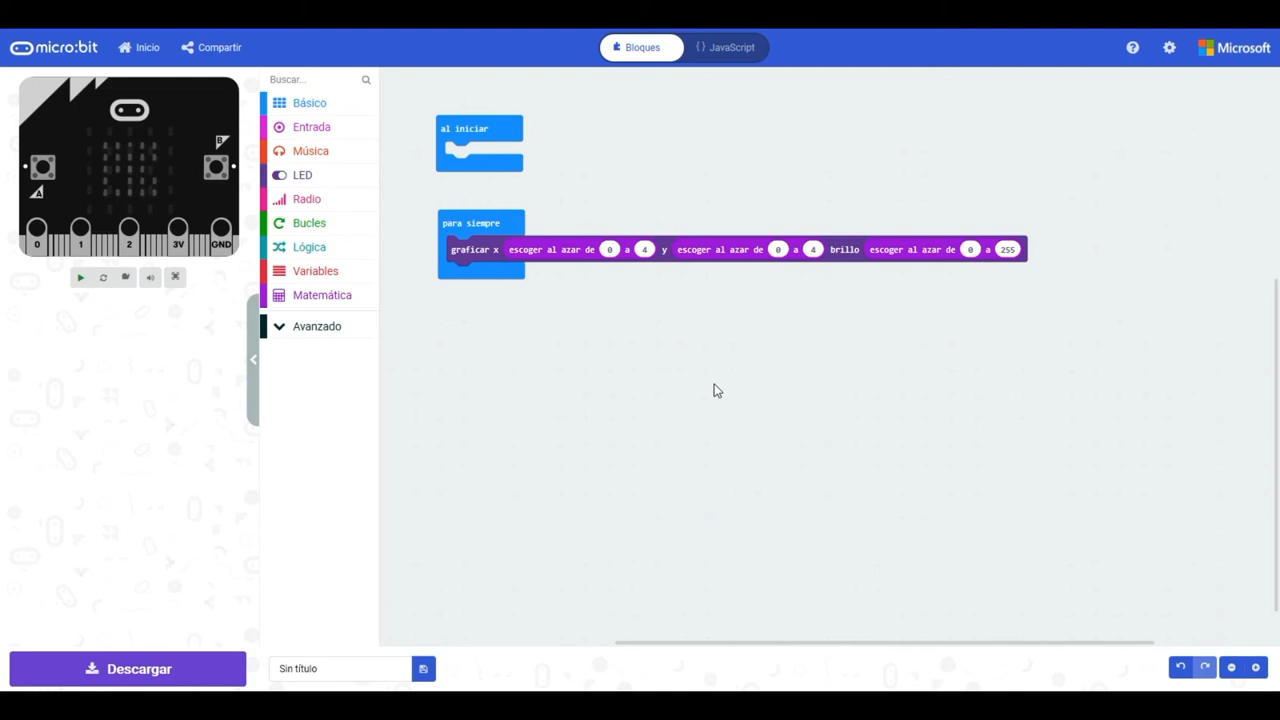 micro:bit Inicio Compartir Bloques { } JavaScript ? Microsoft
B
A
0 1 2 3V GND
Buscar...
Básico
Entrada
Música
LED
Radio
Bucles
Lógica
Variables
Matemática
Avanzado
al iniciar
para siempre
graficar x escoger al azar de 0 a 4 y escoger al azar de 0 a 4 brillo escoger al azar de 0 a 255
Descargar
Sin título